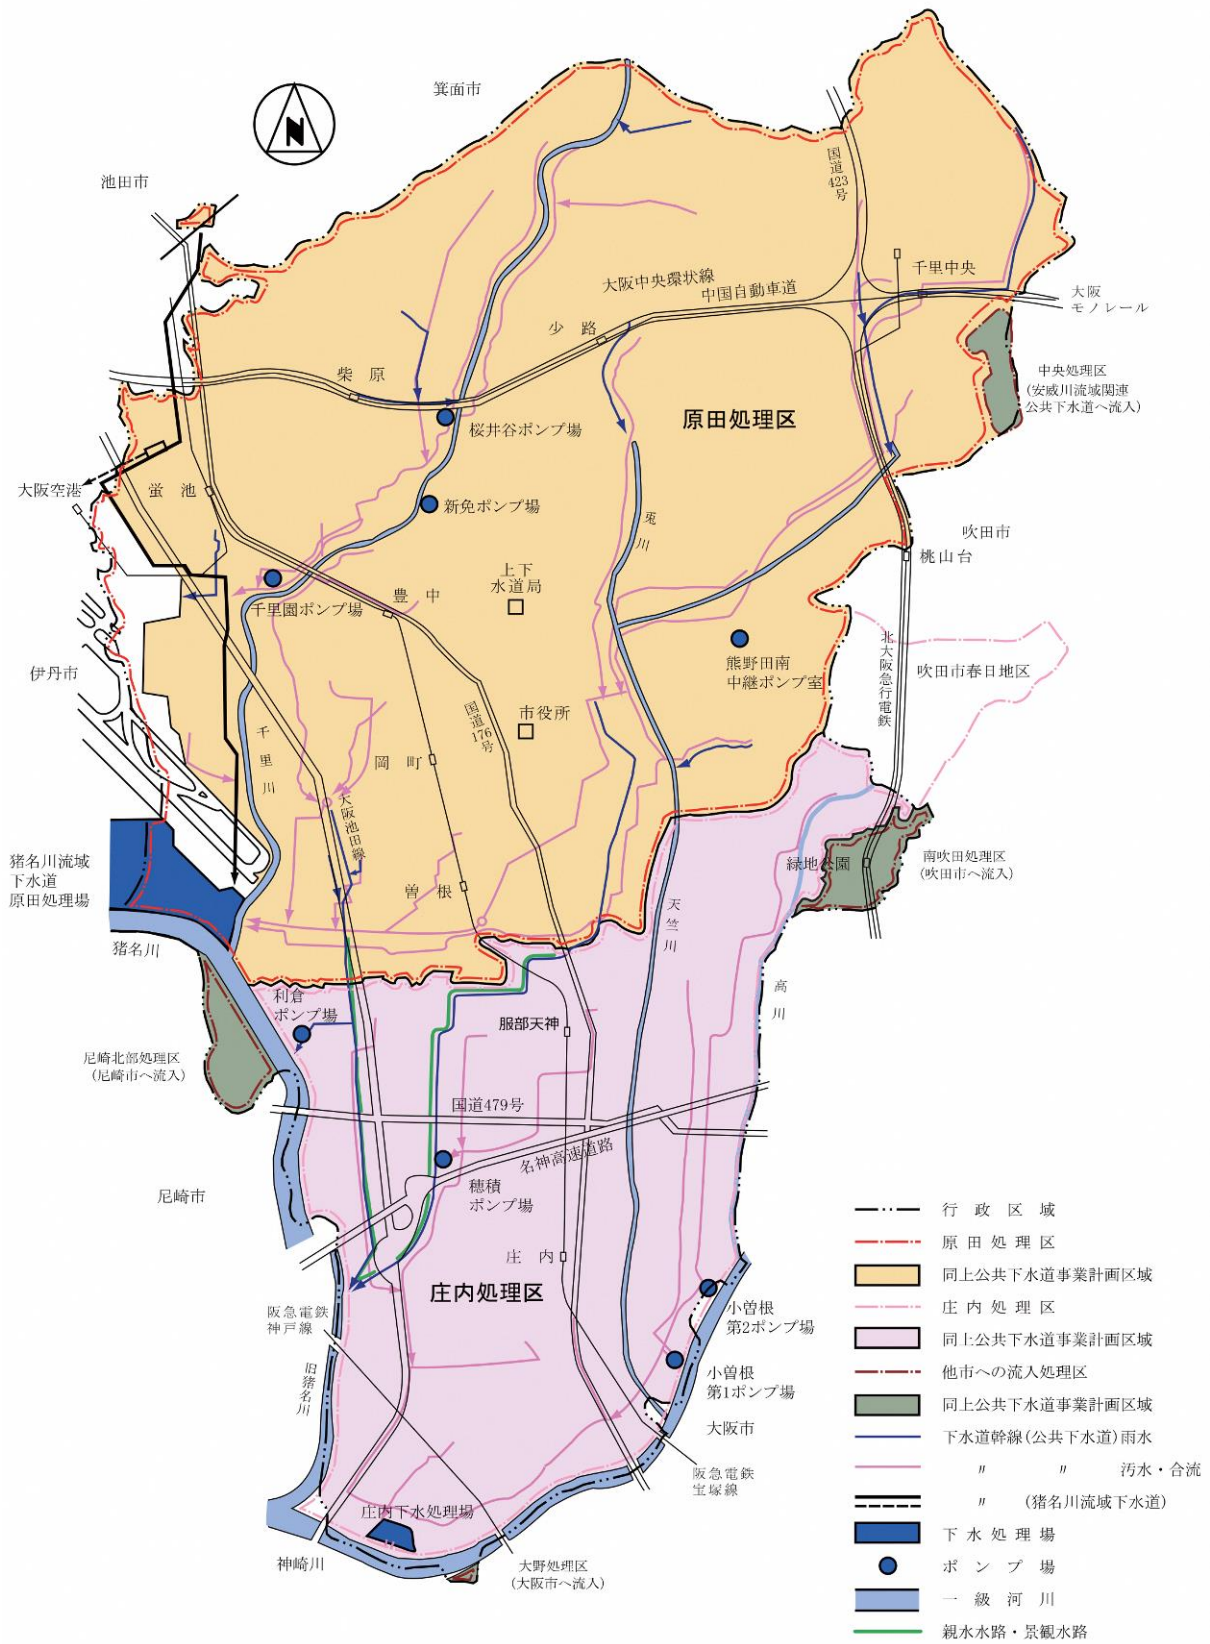 箕面市
N
池田市
国道
423
号
千里中央
大阪中央環状線
中国自動車道
大阪
モノレール
少路
柴原
中央処理区
(安威川流域関連
公共下水道へ流入)
原田処理区
桜井谷ポンプ場
大阪空港
蛍池
新免ポンプ場
兎川
吹田市
桃山台
上下
水道局
豊中
千里園ポンプ場
熊野田南
中継ポンプ室
北大阪急行電鉄
吹田市春日地区
伊丹市
市役所
国道
176
号
千里川
岡町
大阪池田線
猪名川流域
下水道
原田処理場
緑地公園
南吹田処理区
(吹田市へ流入)
曽根
天竺川
猪名川
高川
利倉
ポンプ場
服部天神
尼崎北部処理区
(尼崎市へ流入)
国道479号
名神高速道路
尼崎市
穂積
ポンプ場
庄内
庄内処理区
阪急電鉄
神戸線
小曽根
第2ポンプ場
旧猪名川
小曽根
第1ポンプ場
大阪市
阪急電鉄
宝塚線
庄内下水処理場
神崎川
大野処理区
(大阪市へ流入)
行政区域
原田処理区
同上公共下水道事業計画区域
庄内処理区
同上公共下水道事業計画区域
他市への流入処理区
同上公共下水道事業計画区域
下水道幹線(公共下水道)雨水
〃 〃 汚水・合流
〃 (猪名川流域下水道)
下水処理場
ポンプ場
一級河川
親水水路・景観水路